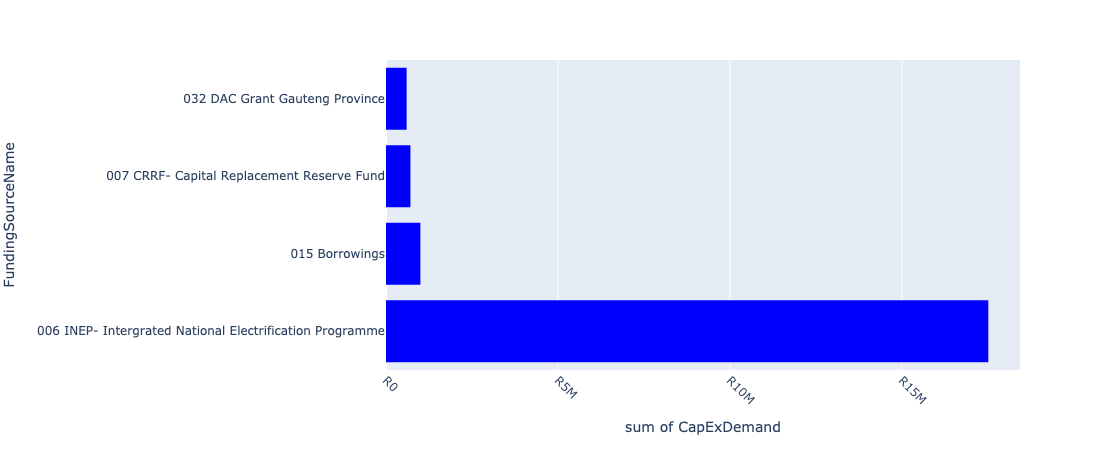 032 DAC Grant Gauteng Province
007 CRRF- Capital Replacement Reserve Fund
015 Borrowings
006 INEP- Intergrated National Electrification Programme
FundingSourceName
R0
R5M
R10M
R15M
sum of CapExDemand